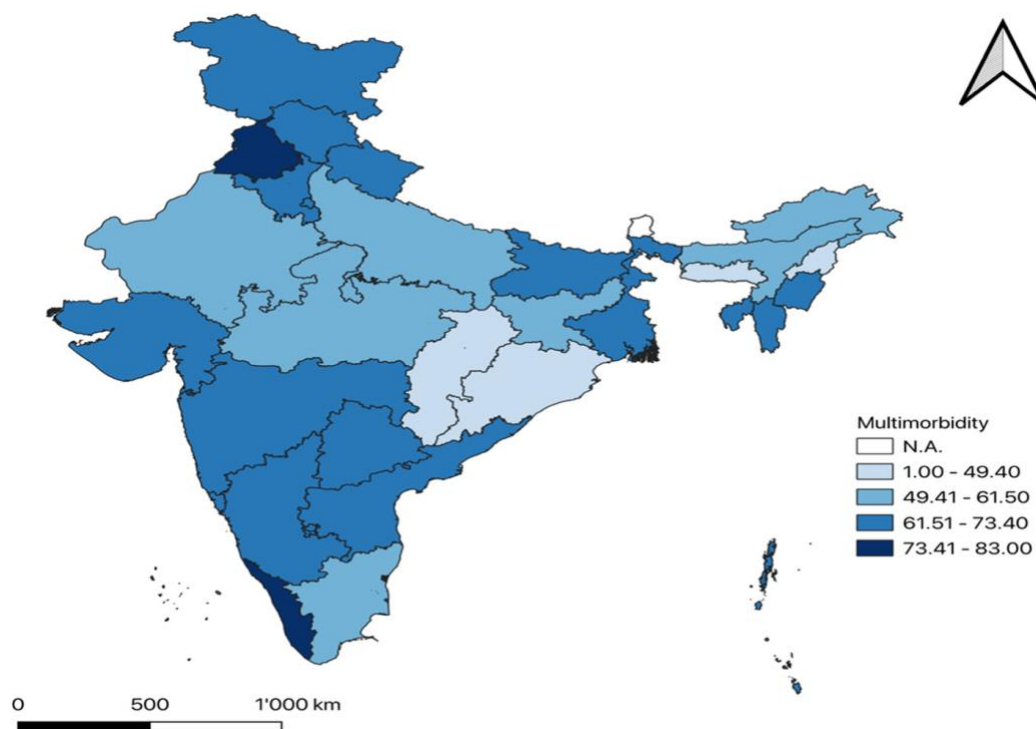 Multimorbidity
N.A.
1.00 - 49.40
49.41 - 61.50
61.51 - 73.40
73.41 - 83.00
0 500 1'000 km